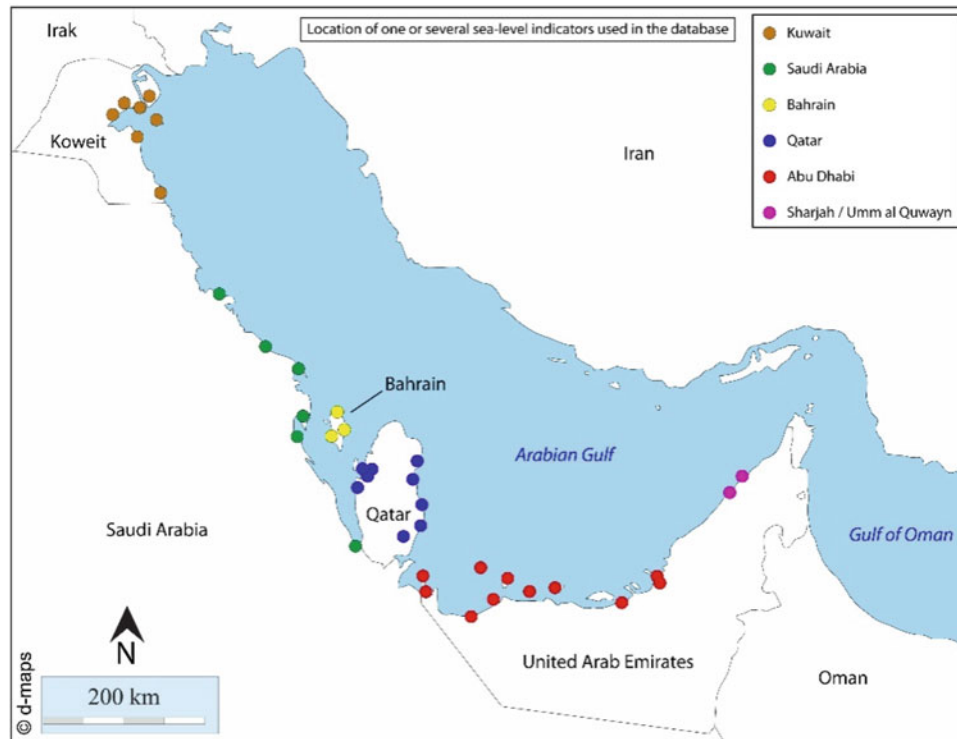 Irak
Location of one or several sea-level indicators used in the database
Kuwait
Saudi Arabia
Bahrain
Qatar
Abu Dhabi
Sharjah / Umm al Quwayn
Koweit
Iran
Bahrain
Arabian Gulf
Qatar
Saudi Arabia
Gulf of Oman
N
United Arab Emirates
Oman
200 km
© d-maps